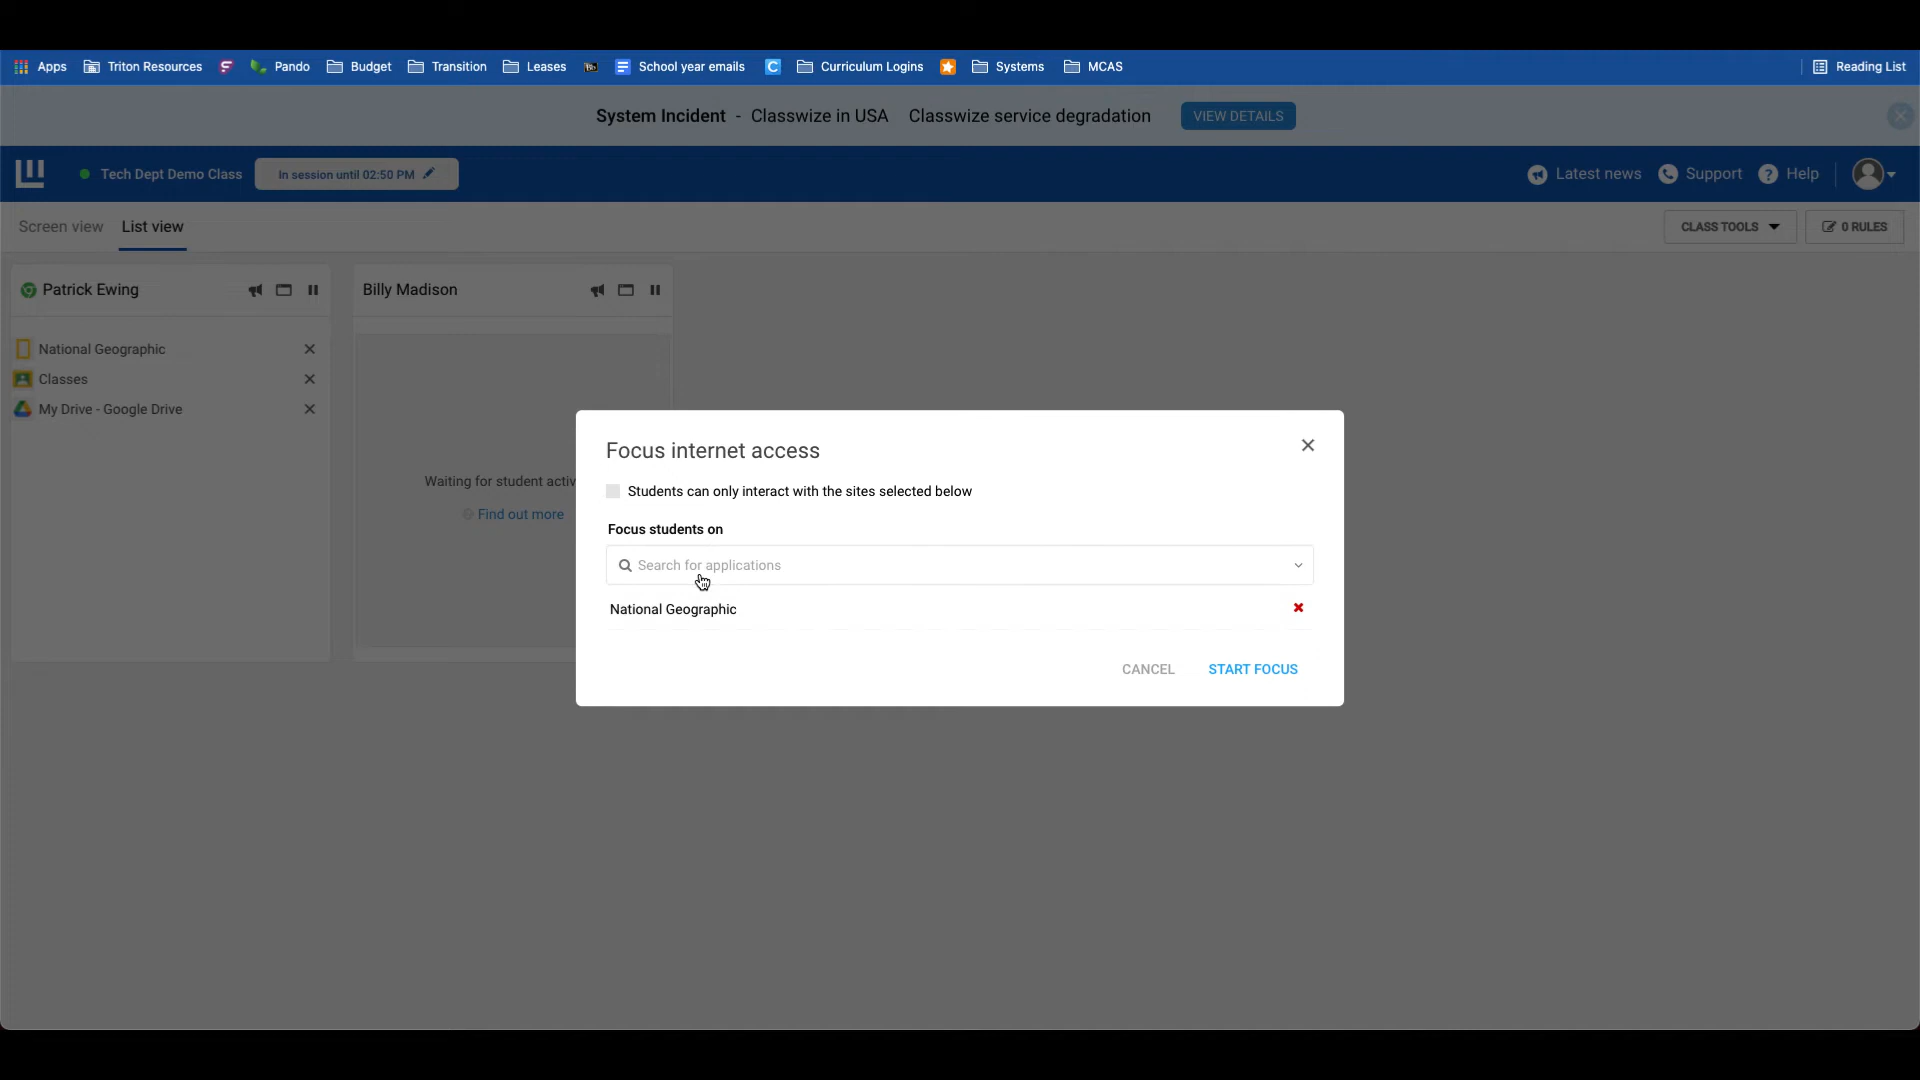 Apps Triton Resources Pando Budget Transition Leases School year emails Curriculum Logins Systems MCAS Reading List
System Incident - Classwize in USA Classwize service degradation VIEW DETAILS
Tech Dept Demo Class In session until 02:50 PM Latest news Support Help
Screen view List view CLASS TOOLS 0 RULES
Patrick Ewing Billy Madison
National Geographic
Classes
My Drive - Google Drive
Waiting for student activ
Find out more
Focus internet access
Students can only interact with the sites selected below
Focus students on
Search for applications
National Geographic
CANCEL START FOCUS